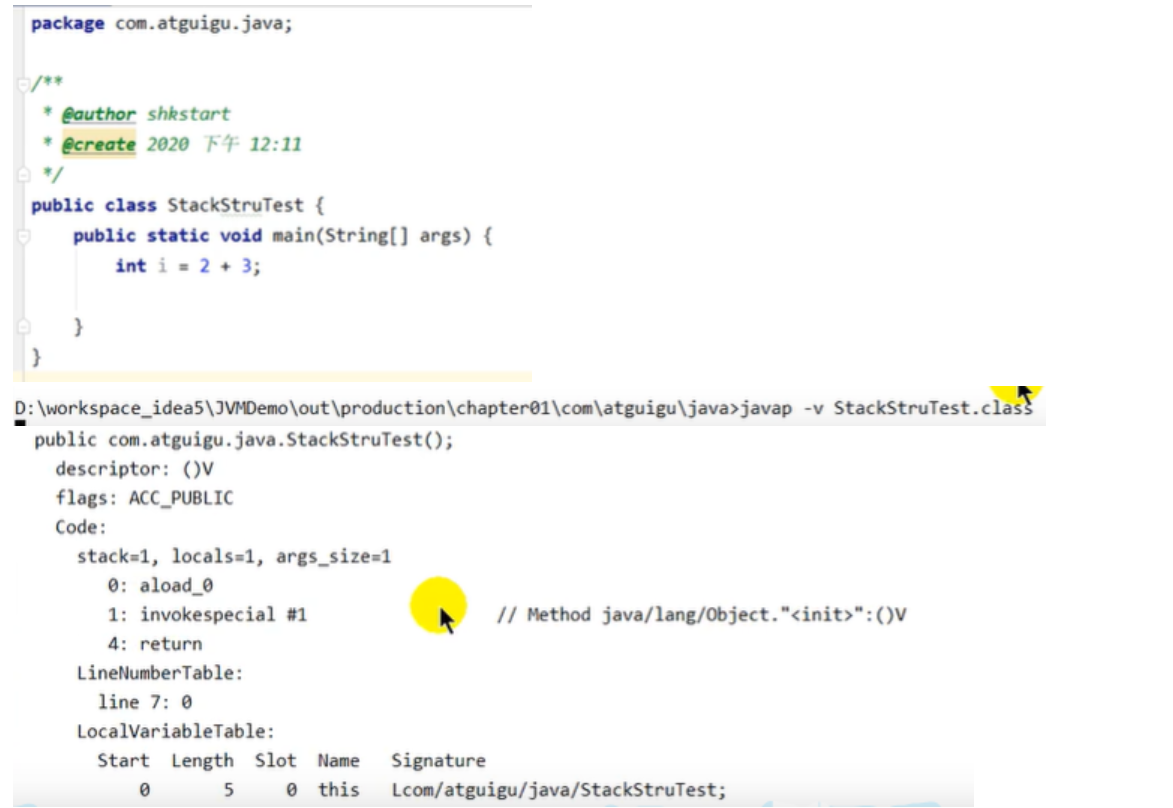 package com.atguigu.java;
/**
* @author shkstart
* @create 2020 下午 12:11
*/
public class StackStruTest {
public static void main(String[] args) {
int i = 2 + 3;
}
}
D:\workspace_idea5\JVMDemo\out\production\chapter01\com\atguigu\java>javap -v StackStruTest.class
public com.atguigu.java.StackStruTest();
descriptor: ()V
flags: ACC_PUBLIC
Code:
stack=1, locals=1, args_size=1
0: aload_0
1: invokespecial #1 // Method java/lang/Object."<init>":()V
4: return
LineNumberTable:
line 7: 0
LocalVariableTable:
Start Length Slot Name Signature
0 5 0 this Lcom/atguigu/java/StackStruTest;